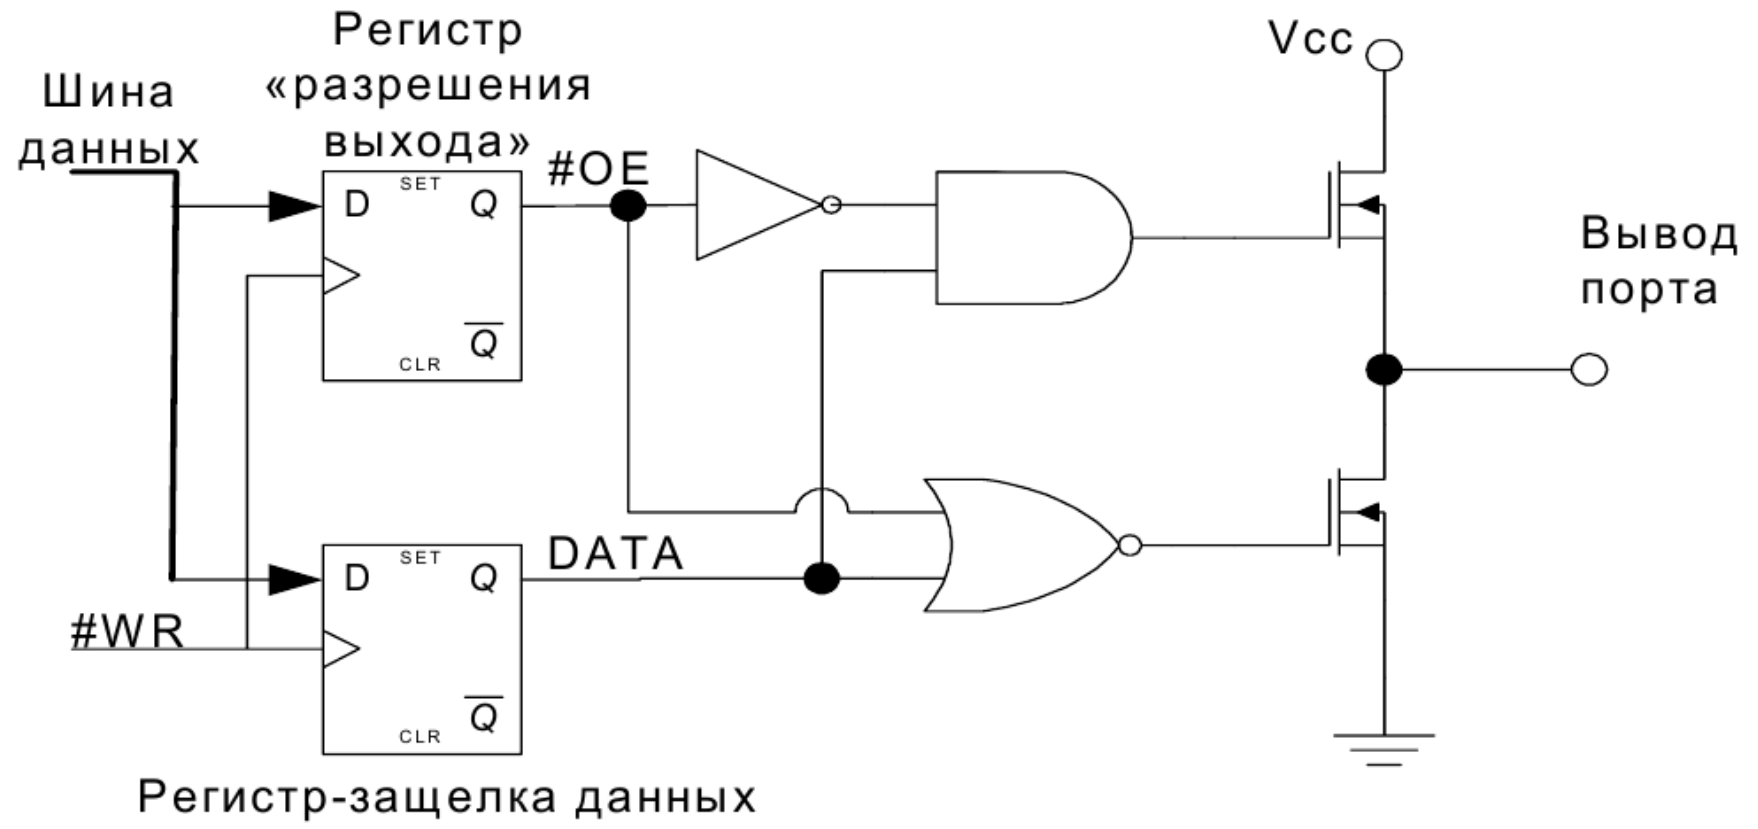 Регистр
«разрешения
выхода»
Vcc
Шина
данных
#OE
SET
D
Q
Q
CLR
Вывод
порта
DATA
SET
D
Q
#WR
Q
CLR
Регистр-защелка данных